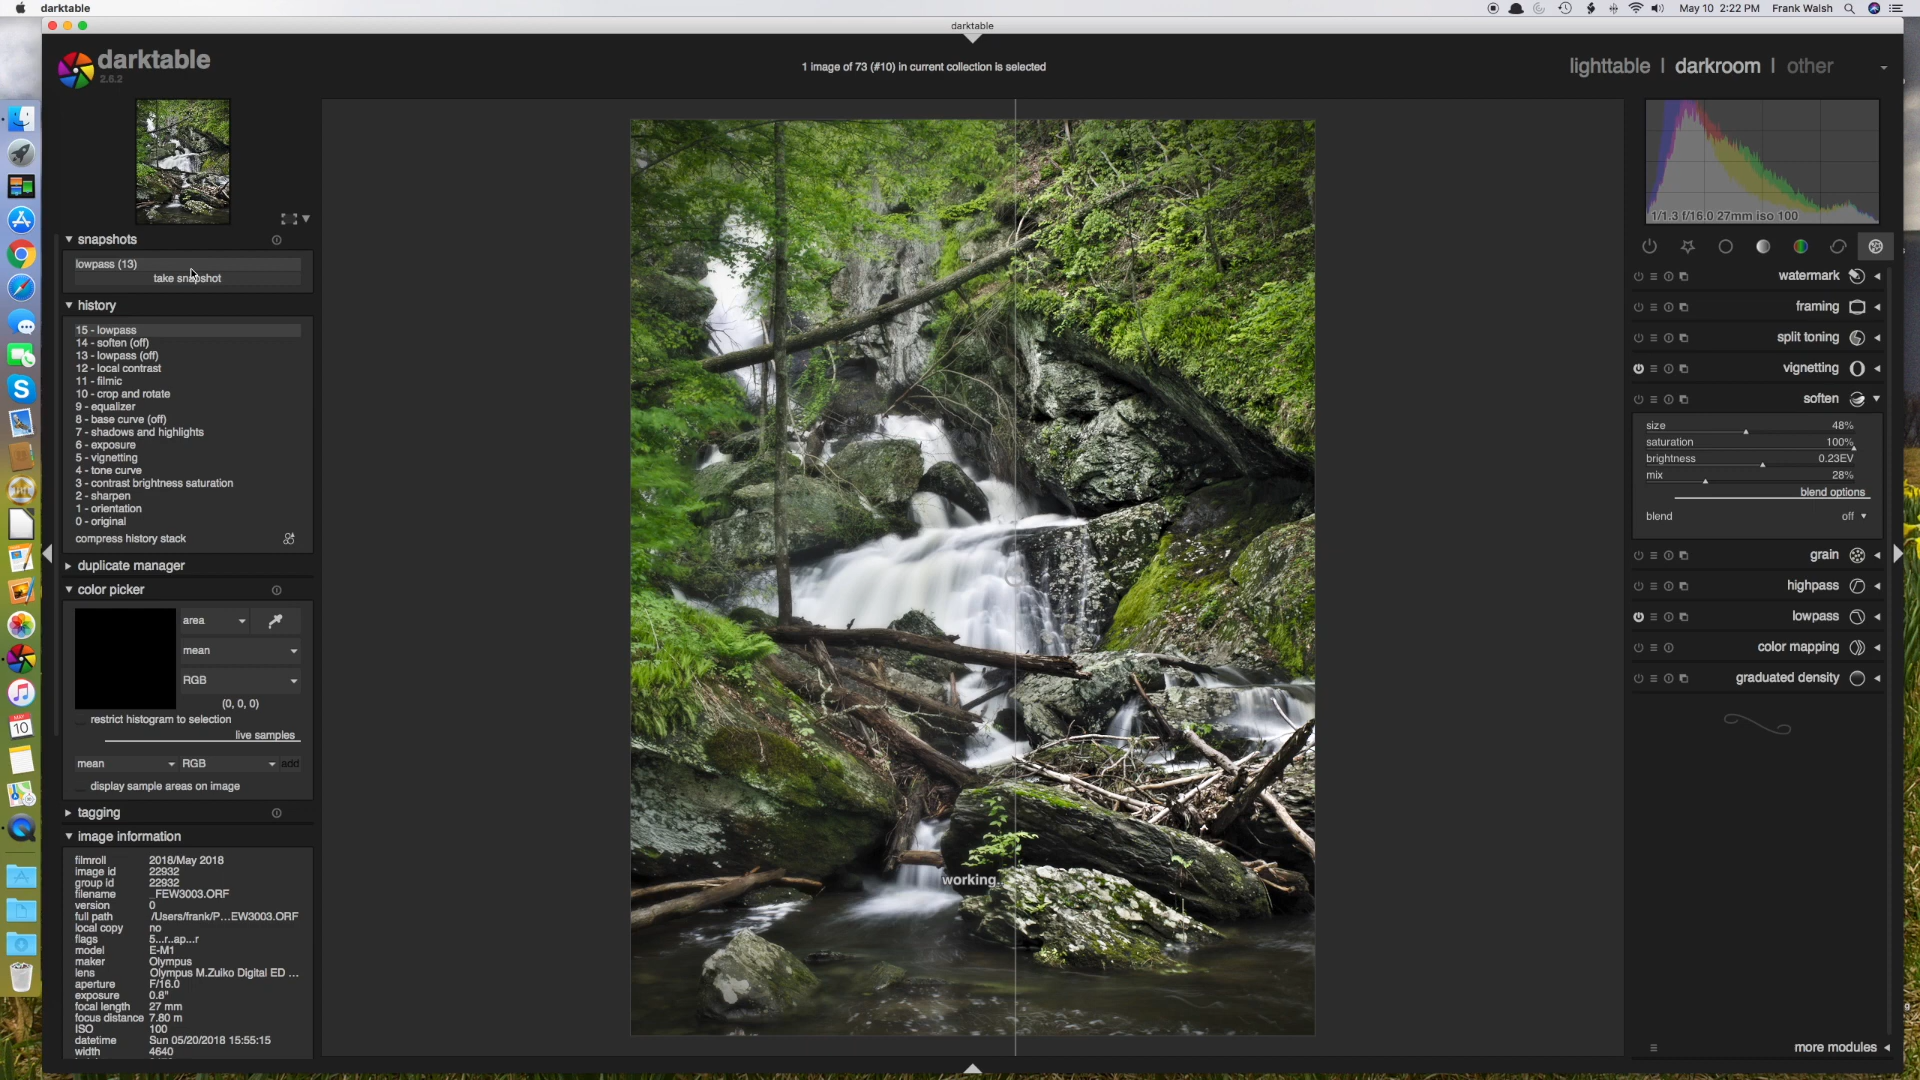 darktable
May 10 2:22 PM Frank Walsh
darktable
darktable
2.6.2
1 image of 73 (#10) in current collection is selected
lighttable | darkroom | other
snapshots
lowpass (13)
take snapshot
history
15 - lowpass
14 - soften (off)
13 - lowpass (off)
12 - local contrast
11 - filmic
10 - crop and rotate
9 - equalizer
8 - base curve (off)
7 - shadows and highlights
6 - exposure
5 - vignetting
4 - tone curve
3 - contrast brightness saturation
2 - sharpen
1 - orientation
0 - original
compress history stack
duplicate manager
color picker
area
mean
RGB
(0, 0, 0)
restrict histogram to selection
live samples
mean RGB add
display sample areas on image
tagging
image information
filmroll 2018/May 2018
image id 22932
group id 22932
filename _FEW3003.ORF
version 0
full path /Users/frank/P...EW3003.ORF
local copy no
flags 5...r..ap...r
model E-M1
maker Olympus
lens Olympus M.Zuiko Digital ED ...
aperture F/16.0
exposure 0.8"
focal length 27 mm
focus distance 7.80 m
ISO 100
datetime Sun 05/20/2018 15:55:15
width 4640
working..
1/1.3 f/16.0 27mm iso 100
watermark
framing
split toning
vignetting
soften
size 48%
saturation 100%
brightness 0.23EV
mix 28%
blend options
blend off
grain
highpass
lowpass
color mapping
graduated density
more modules
MAY
10